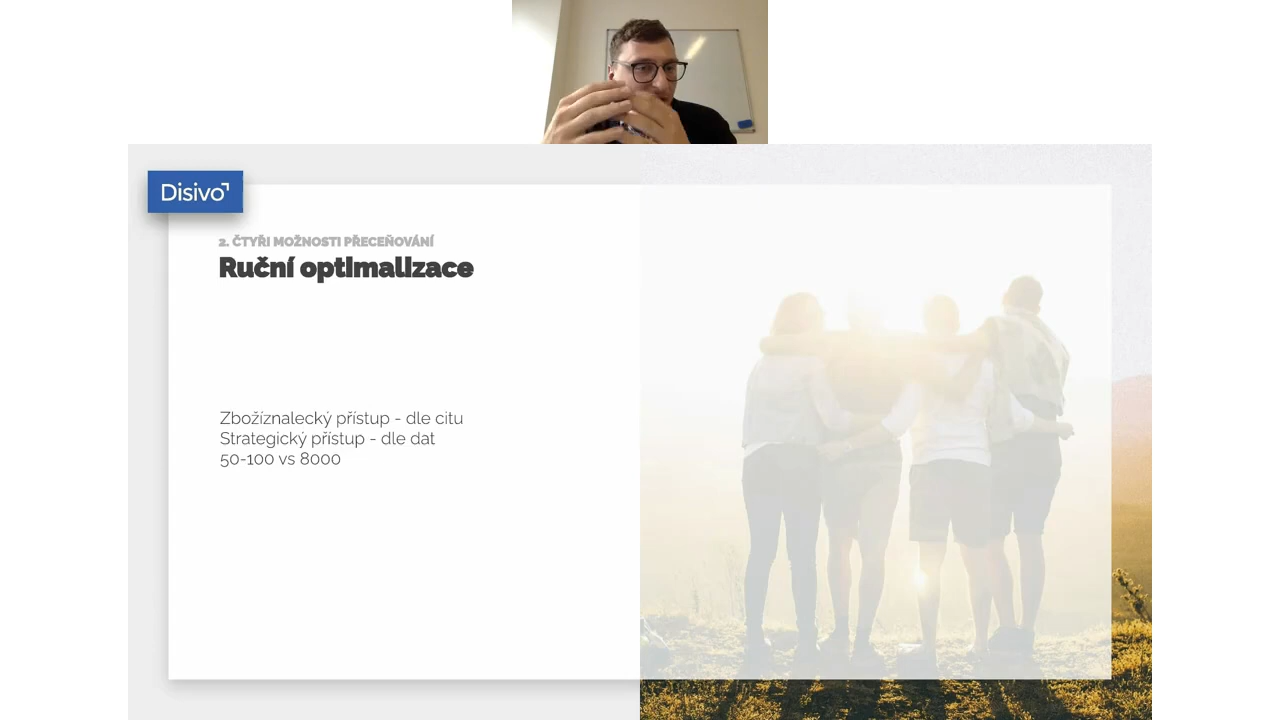 Disivo
2. ČTYŘI MOŽNOSTI PŘECEŇOVÁNÍ
Ruční optimalizace
Zbožíznalecký přístup - dle citu
Strategický přístup - dle dat
50-100 vs 8000